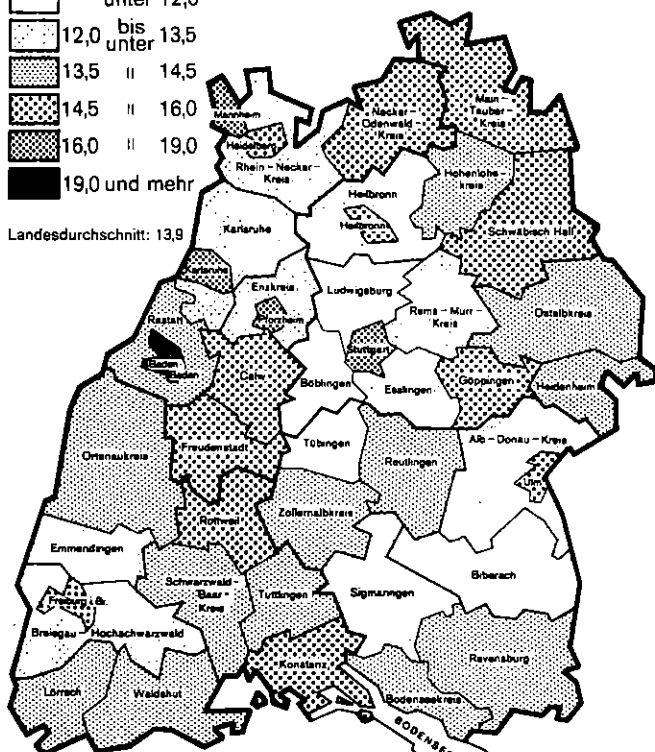 unter 12,0
12,0 bis unter 13,5
13,5 " 14,5
14,5 " 16,0
16,0 " 19,0
19,0 und mehr
Landesdurchschnitt: 13,9
Main-
Tauber-
Kreis
Neckar-
Odenwald
Kreis
Mannheim
Heidelberg
Rhein-Neckar-
Kreis
Hohenlohe
kreis
Heilbronn
Heilbronn
Schwäbisch Hall
Karlsruhe
Karlsruhe
Enzkreis
Ludwigsburg
Rems-Murr-
Kreis
Ostalbkreis
Pforzheim
Rastatt
Stuttgart
Baden
Baden
Calw
Böblingen
Esslingen
Göppingen
Heidenheim
Freudenstadt
Tübingen
Reutlingen
Alb-Donau-Kreis
Ulm
Ortenaukreis
Rottweil
Zollernalbkreis
Emmendingen
Schwarzwald-
Baar-
Kreis
Tuttlingen
Sigmaringen
Biberach
Freiburg i.Br.
Breisgau-Hochschwarzwald
Konstanz
Ravensburg
Lörrach
Waldshut
Bodenseekreis
BODENSEE